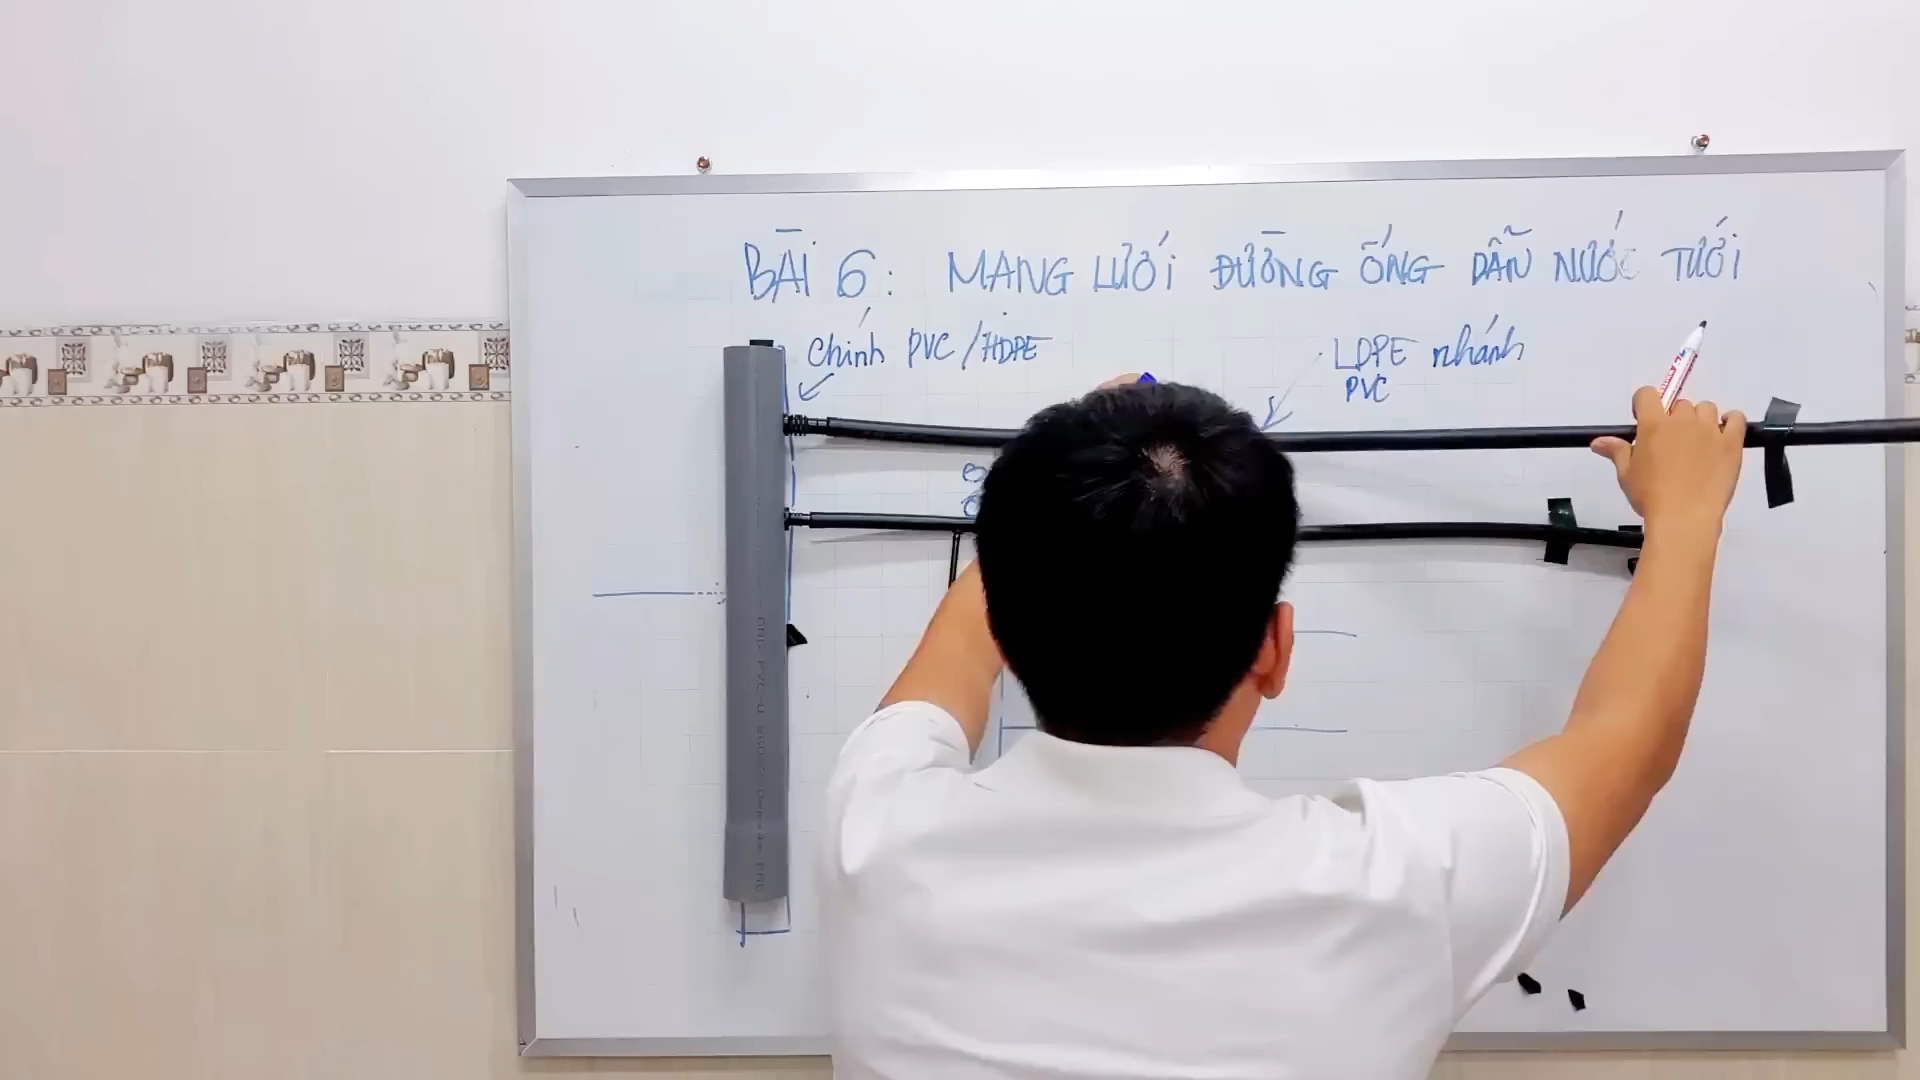 BÀI 6: MẠNG LƯỚI ĐƯỜNG ỐNG DẪN NƯỚC TƯỚI
Chính PVC / HDPE
LDPE nhánh
PVC